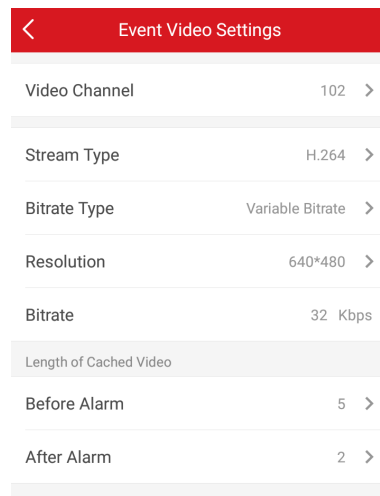 Event Video Settings
Video Channel 102
Stream Type H.264
Bitrate Type Variable Bitrate
Resolution 640*480
Bitrate 32 Kbps
Length of Cached Video
Before Alarm 5
After Alarm 2